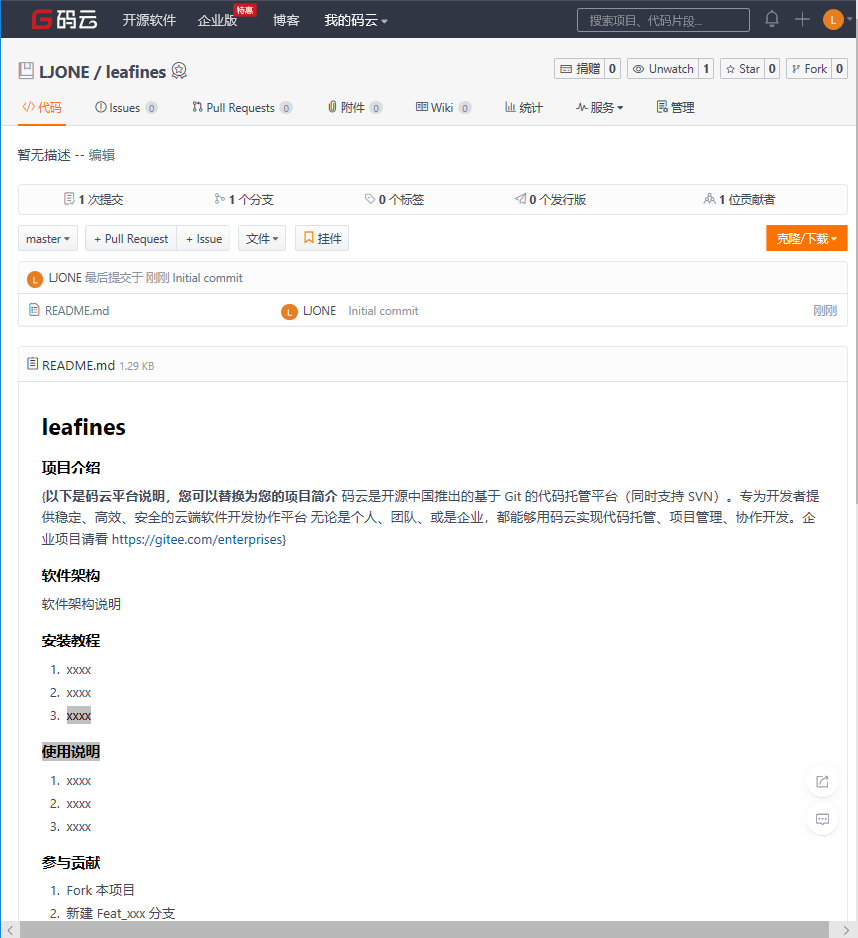 码云 开源软件 企业版 特惠 博客 我的码云 搜索项目、代码片段... L
LJONE / leafines 捐赠 0 Unwatch 1 Star 0 Fork 0
代码 Issues 0 Pull Requests 0 附件 0 Wiki 0 统计 服务 管理
暂无描述 -- 编辑
1 次提交 1 个分支 0 个标签 0 个发行版 1 位贡献者
master + Pull Request + Issue 文件 挂件 克隆/下载
L LJONE 最后提交于 刚刚 Initial commit
README.md L LJONE Initial commit 刚刚
README.md 1.29 KB
leafines
项目介绍
{以下是码云平台说明，您可以替换为您的项目简介 码云是开源中国推出的基于 Git 的代码托管平台（同时支持 SVN）。专为开发者提
供稳定、高效、安全的云端软件开发协作平台 无论是个人、团队、或是企业，都能够用码云实现代码托管、项目管理、协作开发。企
业项目请看 https://gitee.com/enterprises}
软件架构
软件架构说明
安装教程
1. xxxx
2. xxxx
3. xxxx
使用说明
1. xxxx
2. xxxx
3. xxxx
参与贡献
1. Fork 本项目
2. 新建 Feat_xxx 分支